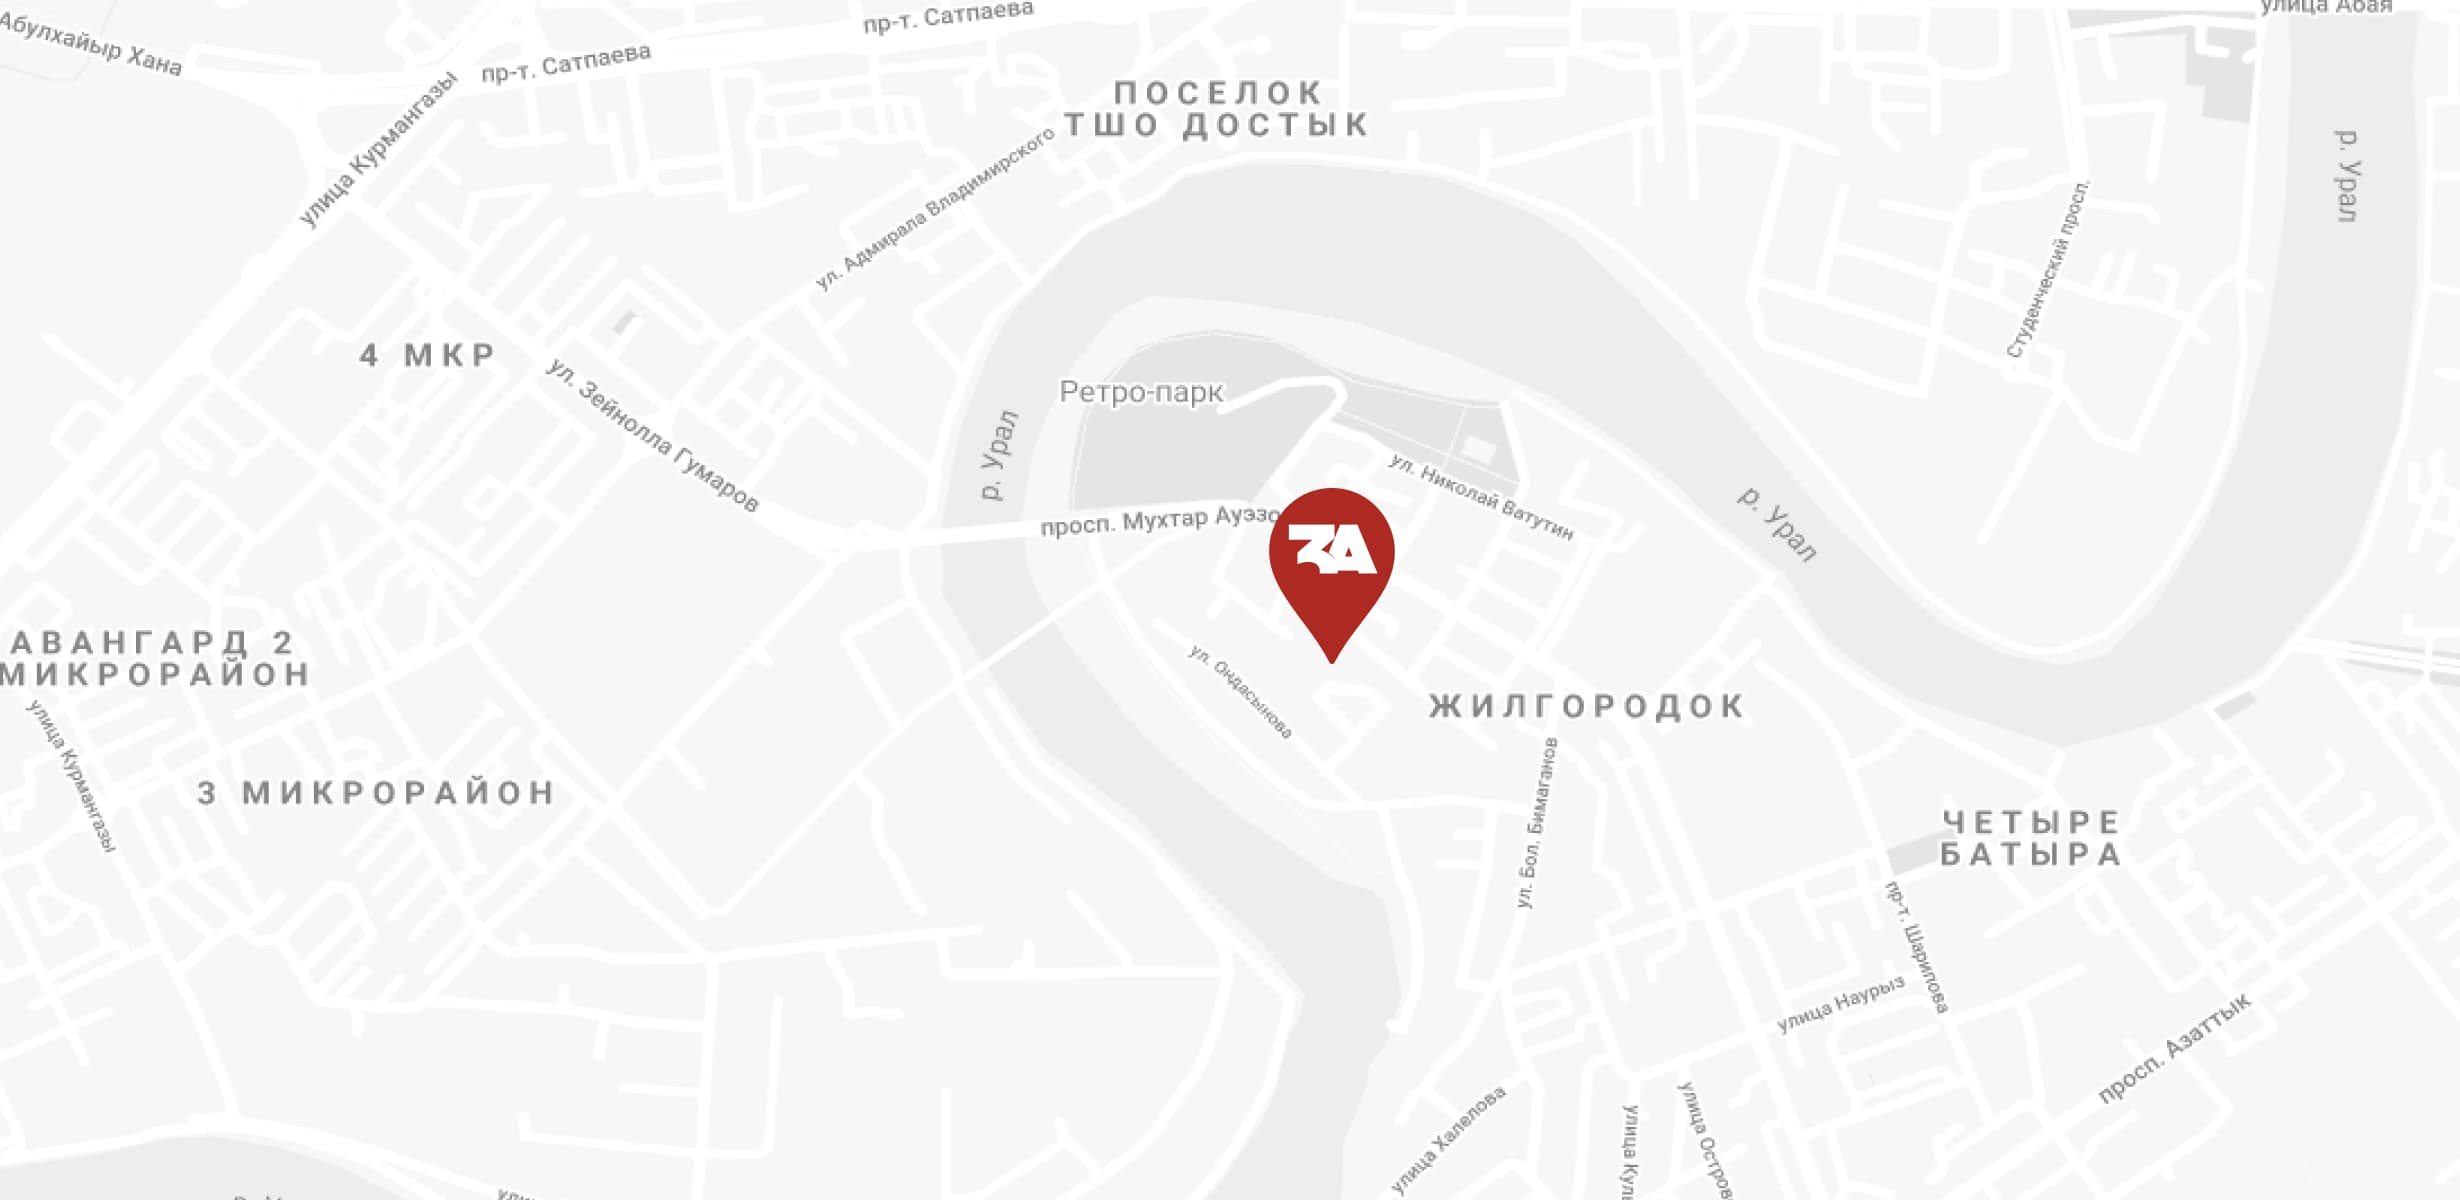 улица Абая
пр-т. Сатпаева
Абулхайыр Хана
пр-т. Сатпаева
улица Курмангазы
ПОСЕЛОК
ТШО ДОСТЫК
ул. Адмирала Владимирского
р. Урал
Студенческий просп.
4 МКР
ул. Зейнолла Гумаров
Ретро-парк
р. Урал
ул. Николай Ватутин
р. Урал
просп. Мухтар Ауэзо
ЗА
АВАНГАРД 2
МИКРОРАЙОН
ул. Ондасынова
ЖИЛГОРОДОК
улица Курмангазы
3 МИКРОРАЙОН
ул. Бол. Бимаганов
ЧЕТЫРЕ
БАТЫРА
пр-т. Шарипова
улица Наурыз
просп. Азаттык
улица Халелова
улица Кул
улица Остров